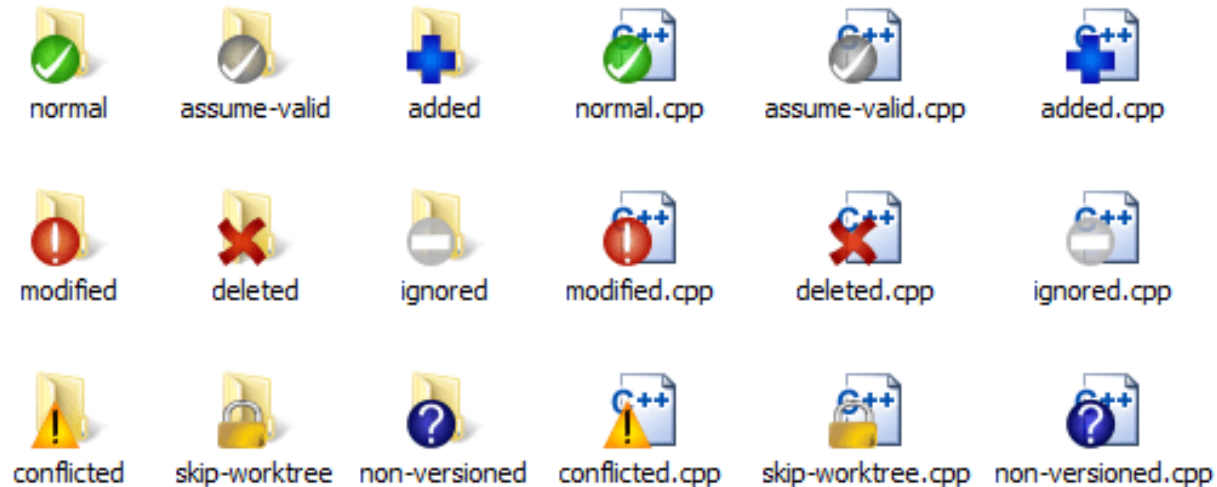 C++ C++ C++
normal assume-valid added normal.cpp assume-valid.cpp added.cpp
C++ C++ C++
modified deleted ignored modified.cpp deleted.cpp ignored.cpp
C++ C++ C++
conflicted skip-worktree non-versioned conflicted.cpp skip-worktree.cpp non-versioned.cpp